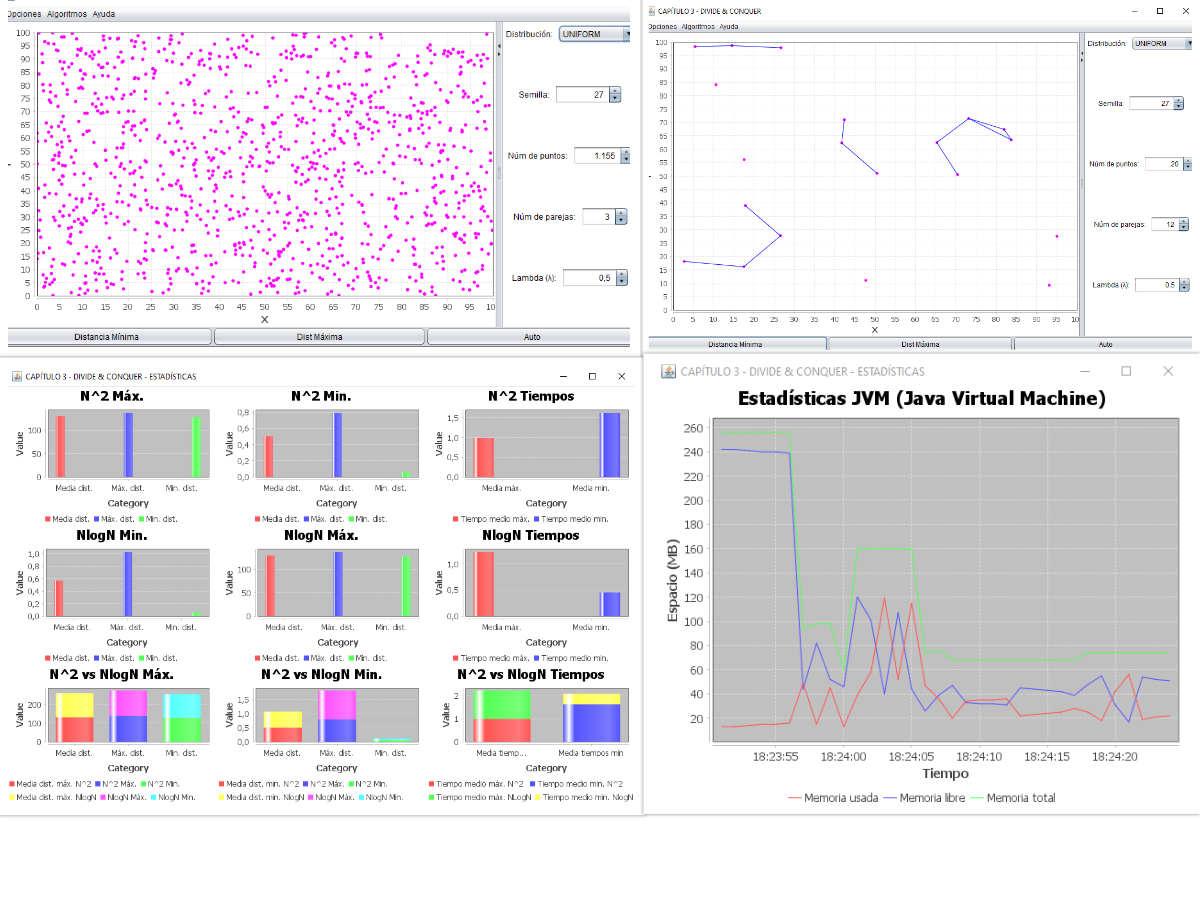 Opciones Algoritmos Ayuda
100
95
90
85
80
75
70
65
60
55
50
45
40
35
30
25
20
15
10
5
0
0 5 10 15 20 25 30 35 40 45 50 55 60 65 70 75 80 85 90 95 10
X
Distribución: UNIFORM
Semilla: 27
Núm de puntos: 1.155
Núm de parejas: 3
Lambda (λ): 0,5
Distancia Mínima Dist Máxima Auto
CAPÍTULO 3 - DIVIDE & CONQUER
Opciones Algoritmos Ayuda
100
95
90
85
80
75
70
65
60
55
50
45
40
35
30
25
20
15
10
5
0
0 5 10 15 20 25 30 35 40 45 50 55 60 65 70 75 80 85 90 95 10
X
Distribución: UNIFORM
Semilla: 27
Núm de puntos: 20
Núm de parejas: 12
Lambda (λ): 0,5
Distancia Mínima Dist Máxima Auto
CAPÍTULO 3 - DIVIDE & CONQUER - ESTADÍSTICAS
N^2 Máx.
Value
100
50
0
Media dist. Máx. dist. Min. dist.
Category
Media dist. Máx. dist. Min. dist.
N^2 Min.
Value
0,8
0,6
0,4
0,2
0,0
Media dist. Máx. dist. Min. dist.
Category
Media dist. Máx. dist. Min. dist.
N^2 Tiempos
Value
1,5
1,0
0,5
0,0
Media máx. Media min.
Category
Tiempo medio máx. Tiempo medio min.
NlogN Min.
Value
1,0
0,8
0,6
0,4
0,2
0,0
Media dist. Máx. dist. Min. dist.
Category
Media dist. Máx. dist. Min. dist.
NlogN Máx.
Value
100
50
0
Media dist. Máx. dist. Min. dist.
Category
Media dist. Máx. dist. Min. dist.
NlogN Tiempos
Value
1,0
0,5
0,0
Media máx. Media min.
Category
Tiempo medio máx. Tiempo medio min.
N^2 vs NlogN Máx.
Value
200
100
0
Media dist. Máx. dist. Min. dist.
Category
Media dist. máx. N^2 N^2 Máx. N^2 Min.
Media dist. máx. NlogN NlogN Máx. NlogN Min.
N^2 vs NlogN Min.
Value
1,5
1,0
0,5
0,0
Media dist. Máx. dist. Min. dist.
Category
Media dist. min. N^2 N^2 Máx. N^2 Min.
Media dist. min. NlogN NlogN Máx. NlogN Min.
N^2 vs NlogN Tiempos
Value
2
1
0
Media tiemp... Media tiempos min
Category
Tiempo medio máx. N^2 Tiempo medio min. N^2
Tiempo medio máx. NLogN Tiempo medio min. NlogN
CAPÍTULO 3 - DIVIDE & CONQUER - ESTADÍSTICAS
Estadísticas JVM (Java Virtual Machine)
Espacio (MB)
260
240
220
200
180
160
140
120
100
80
60
40
20
18:23:55 18:24:00 18:24:05 18:24:10 18:24:15 18:24:20
Tiempo
Memoria usada Memoria libre Memoria total